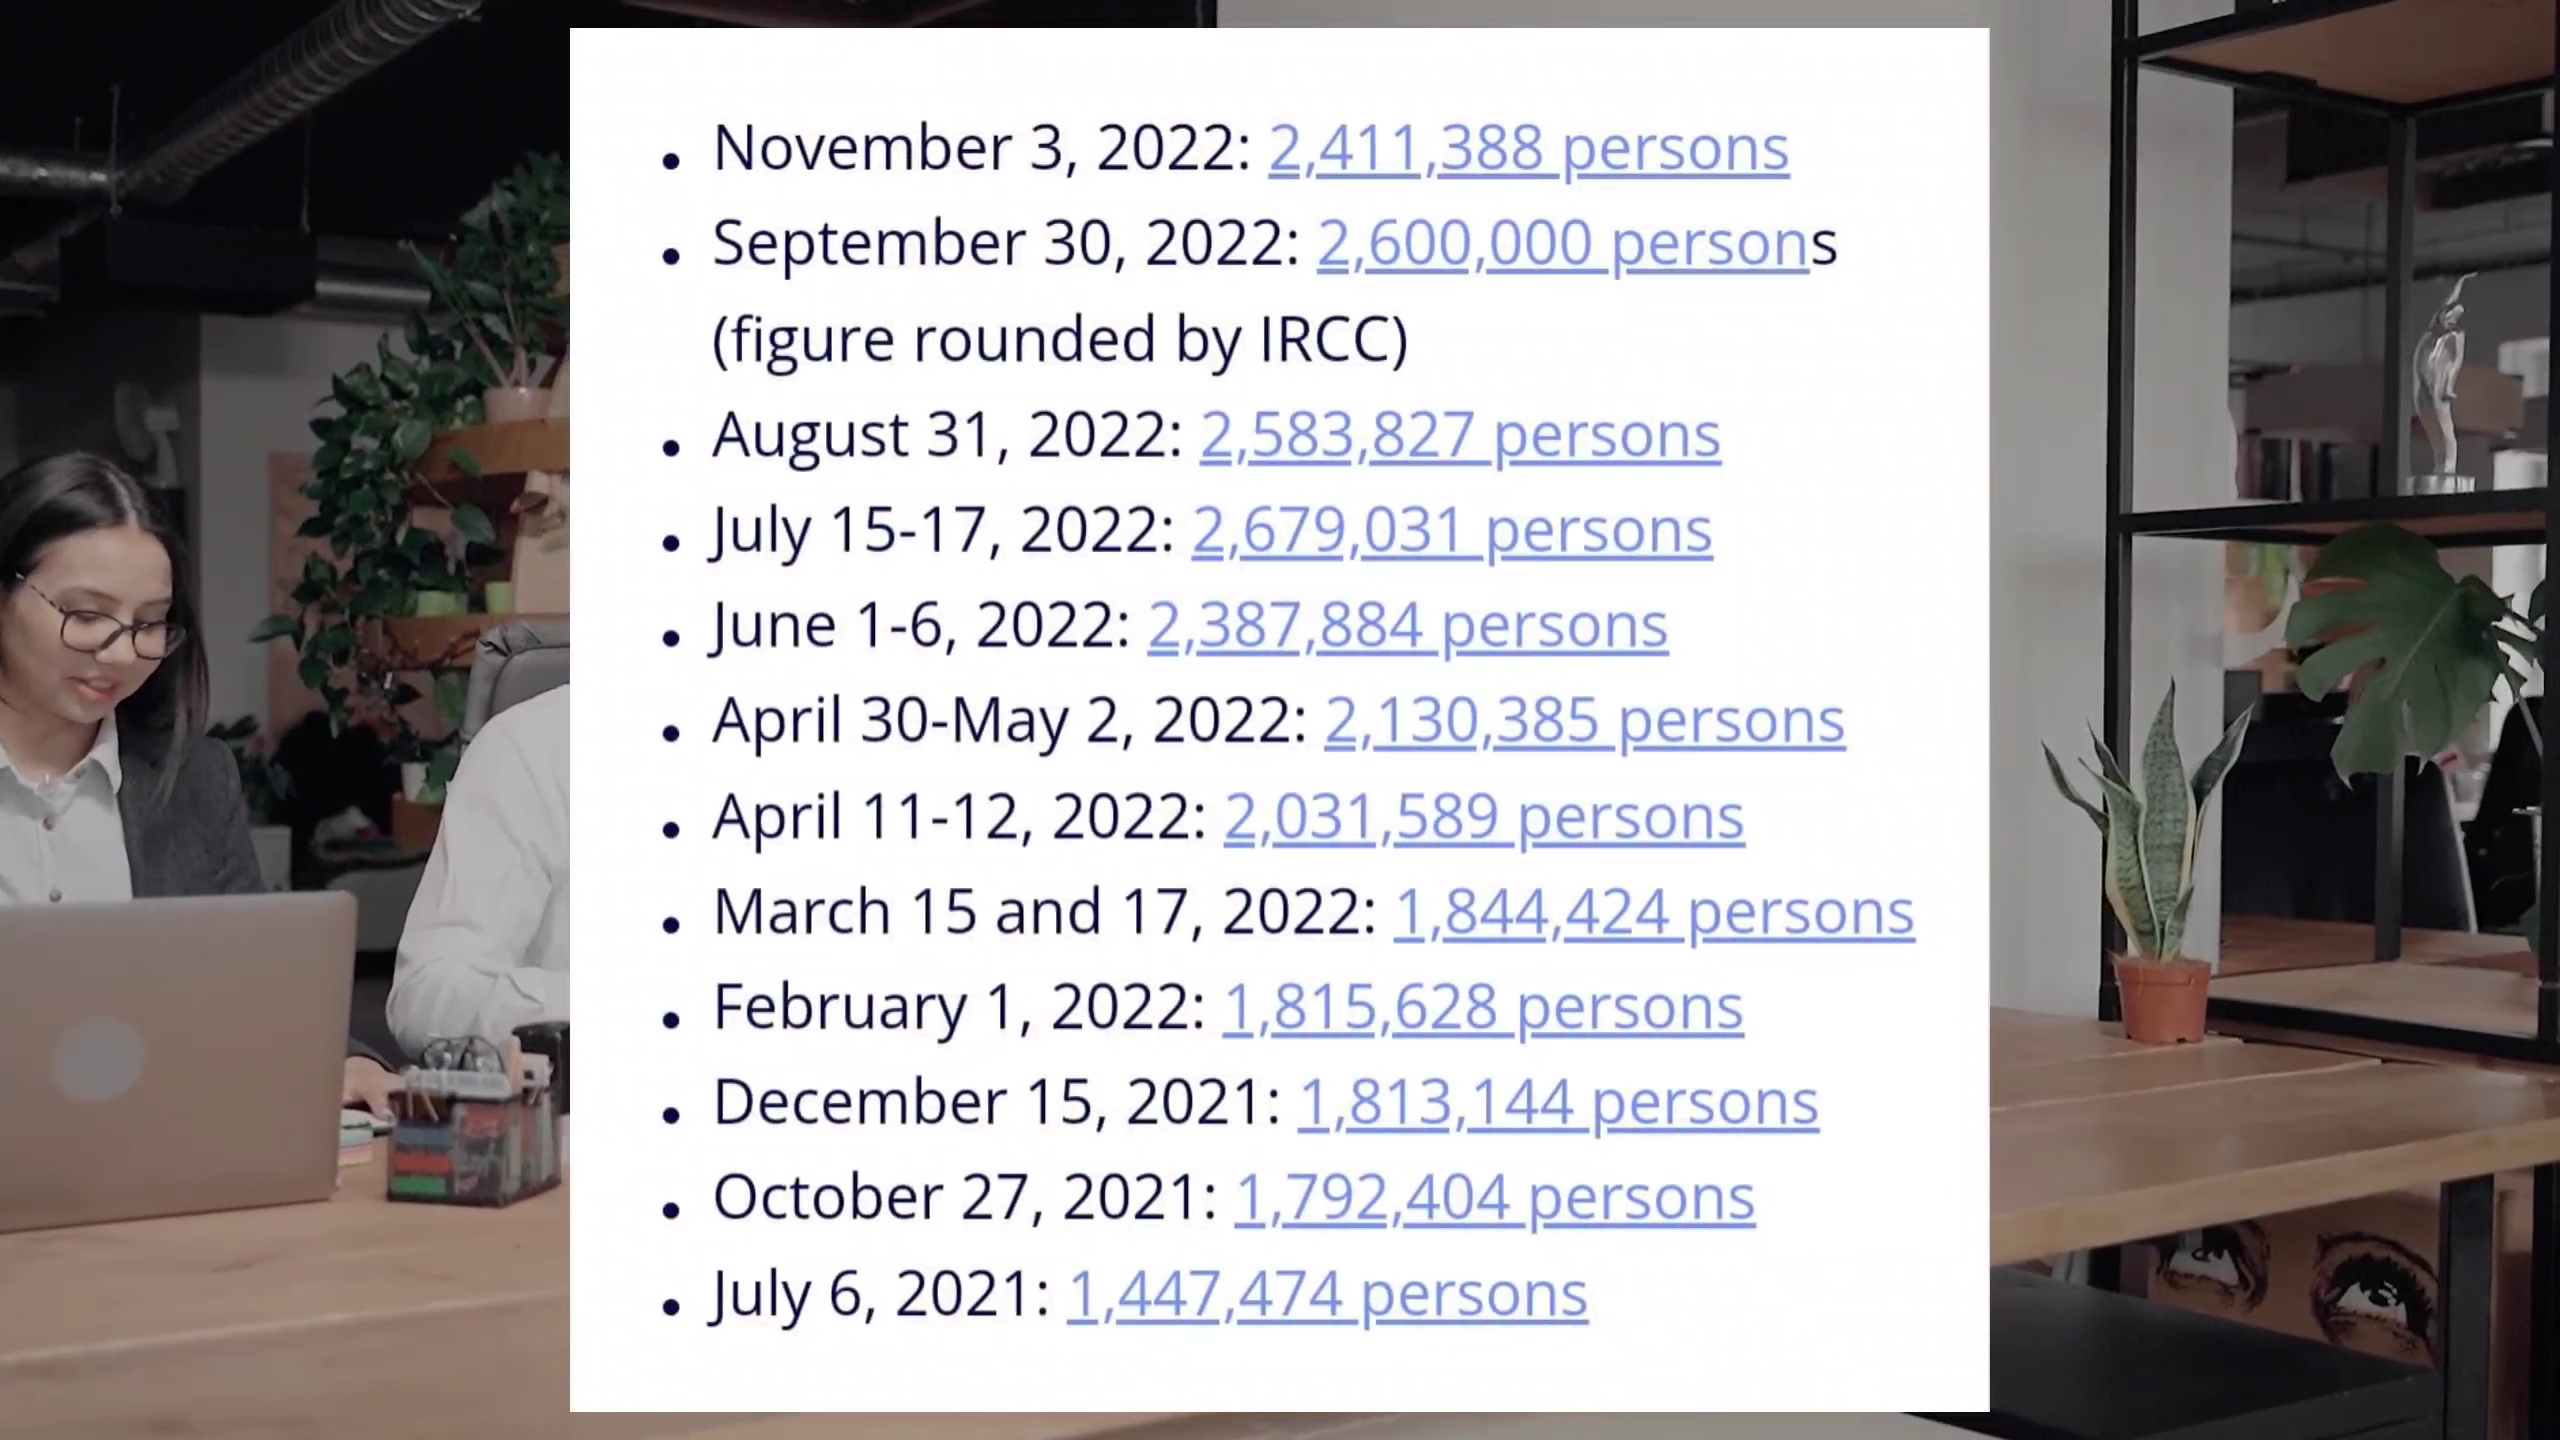 • November 3, 2022: 2,411,388 persons
• September 30, 2022: 2,600,000 persons
(figure rounded by IRCC)
• August 31, 2022: 2,583,827 persons
• July 15-17, 2022: 2,679,031 persons
• June 1-6, 2022: 2,387,884 persons
• April 30-May 2, 2022: 2,130,385 persons
• April 11-12, 2022: 2,031,589 persons
• March 15 and 17, 2022: 1,844,424 persons
• February 1, 2022: 1,815,628 persons
• December 15, 2021: 1,813,144 persons
• October 27, 2021: 1,792,404 persons
• July 6, 2021: 1,447,474 persons